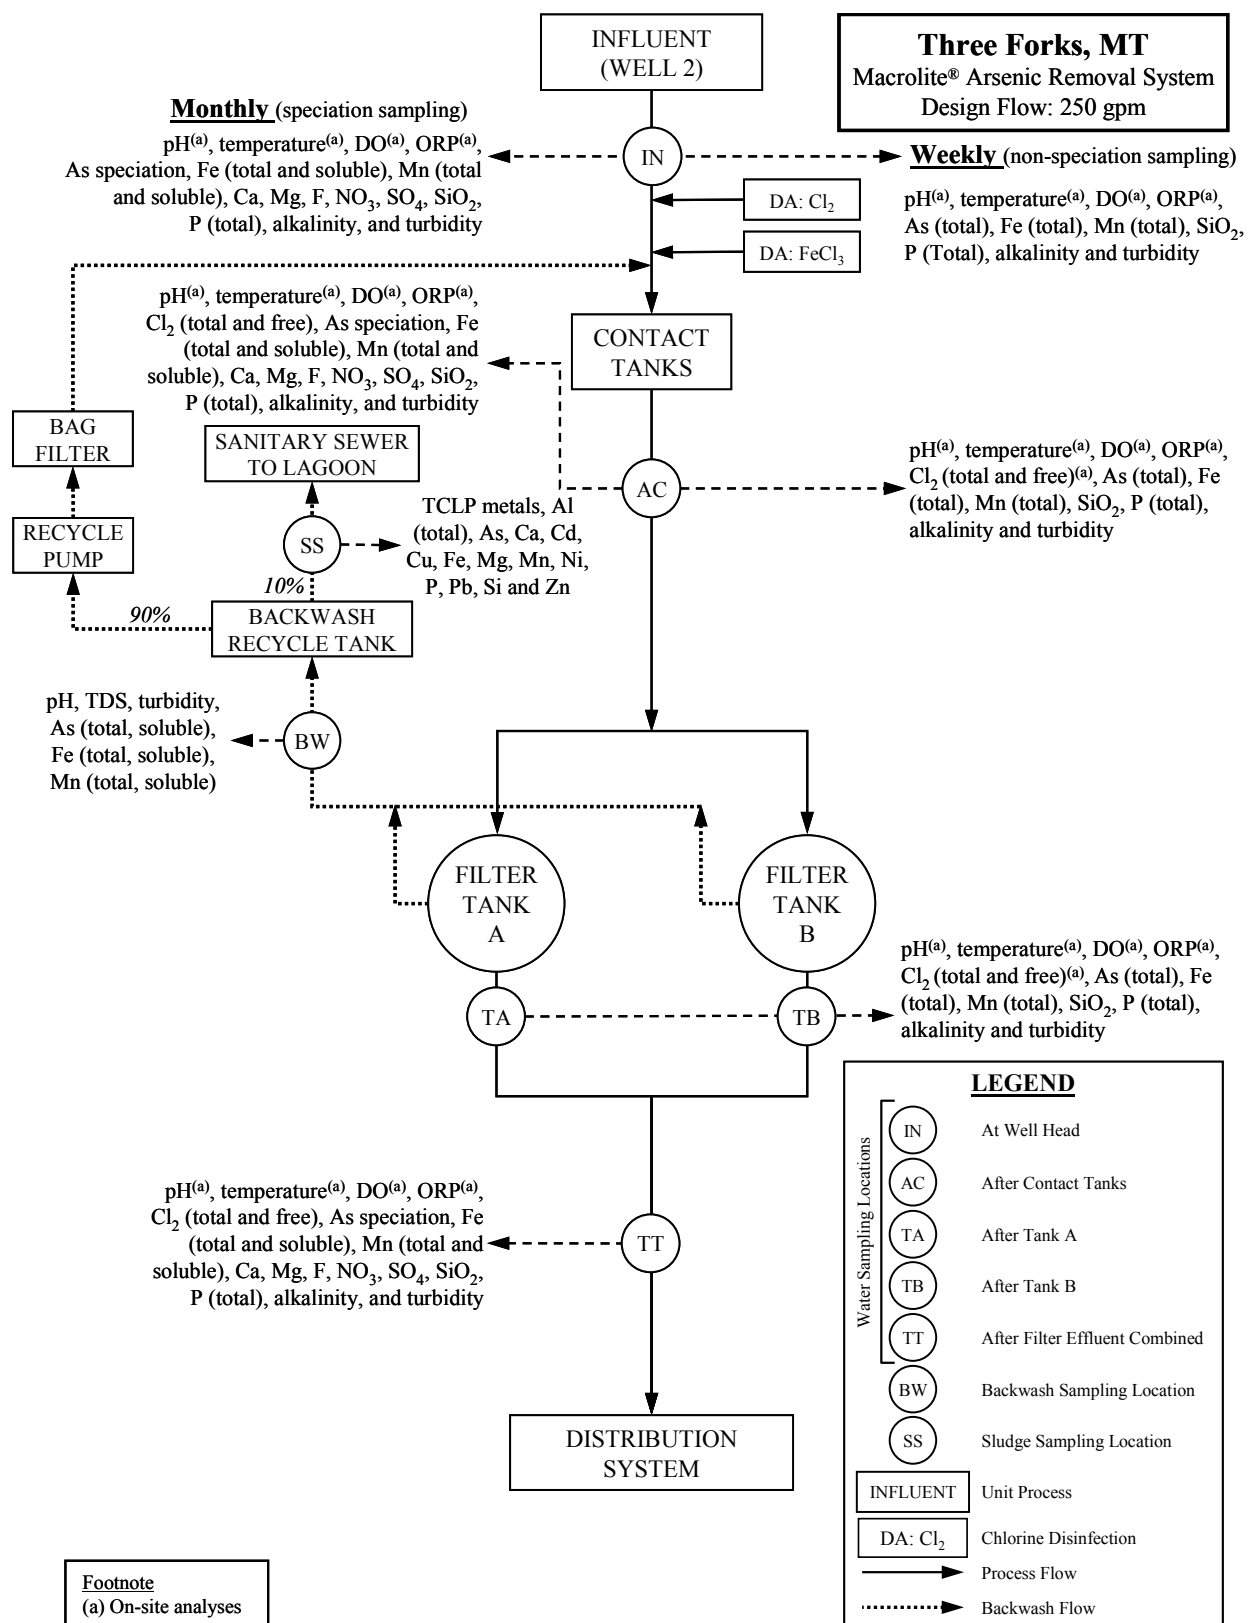 INFLUENT
(WELL 2)
Three Forks, MT
Macrolite® Arsenic Removal System
Design Flow: 250 gpm
Monthly (speciation sampling)
pH(a), temperature(a), DO(a), ORP(a),
As speciation, Fe (total and soluble), Mn (total
and soluble), Ca, Mg, F, NO3, SO4, SiO2,
P (total), alkalinity, and turbidity
IN
Weekly (non-speciation sampling)
pH(a), temperature(a), DO(a), ORP(a),
As (total), Fe (total), Mn (total), SiO2,
P (Total), alkalinity and turbidity
DA: Cl2
DA: FeCl3
pH(a), temperature(a), DO(a), ORP(a),
Cl2 (total and free), As speciation, Fe
(total and soluble), Mn (total and
soluble), Ca, Mg, F, NO3, SO4, SiO2,
P (total), alkalinity, and turbidity
CONTACT
TANKS
BAG
FILTER
SANITARY SEWER
TO LAGOON
AC
pH(a), temperature(a), DO(a), ORP(a),
Cl2 (total and free)(a), As (total), Fe
(total), Mn (total), SiO2, P (total),
alkalinity and turbidity
RECYCLE
PUMP
SS
TCLP metals, Al
(total), As, Ca, Cd,
Cu, Fe, Mg, Mn, Ni,
P, Pb, Si and Zn
10%
90%
BACKWASH
RECYCLE TANK
pH, TDS, turbidity,
As (total, soluble),
Fe (total, soluble),
Mn (total, soluble)
BW
FILTER
TANK
A
FILTER
TANK
B
TA
TB
pH(a), temperature(a), DO(a), ORP(a),
Cl2 (total and free)(a), As (total), Fe
(total), Mn (total), SiO2, P (total),
alkalinity and turbidity
pH(a), temperature(a), DO(a), ORP(a),
Cl2 (total and free), As speciation, Fe
(total and soluble), Mn (total and
soluble), Ca, Mg, F, NO3, SO4, SiO2,
P (total), alkalinity, and turbidity
TT
DISTRIBUTION
SYSTEM
LEGEND
Water Sampling Locations
IN At Well Head
AC After Contact Tanks
TA After Tank A
TB After Tank B
TT After Filter Effluent Combined
BW Backwash Sampling Location
SS Sludge Sampling Location
INFLUENT Unit Process
DA: Cl2 Chlorine Disinfection
Process Flow
Backwash Flow
Footnote
(a) On-site analyses